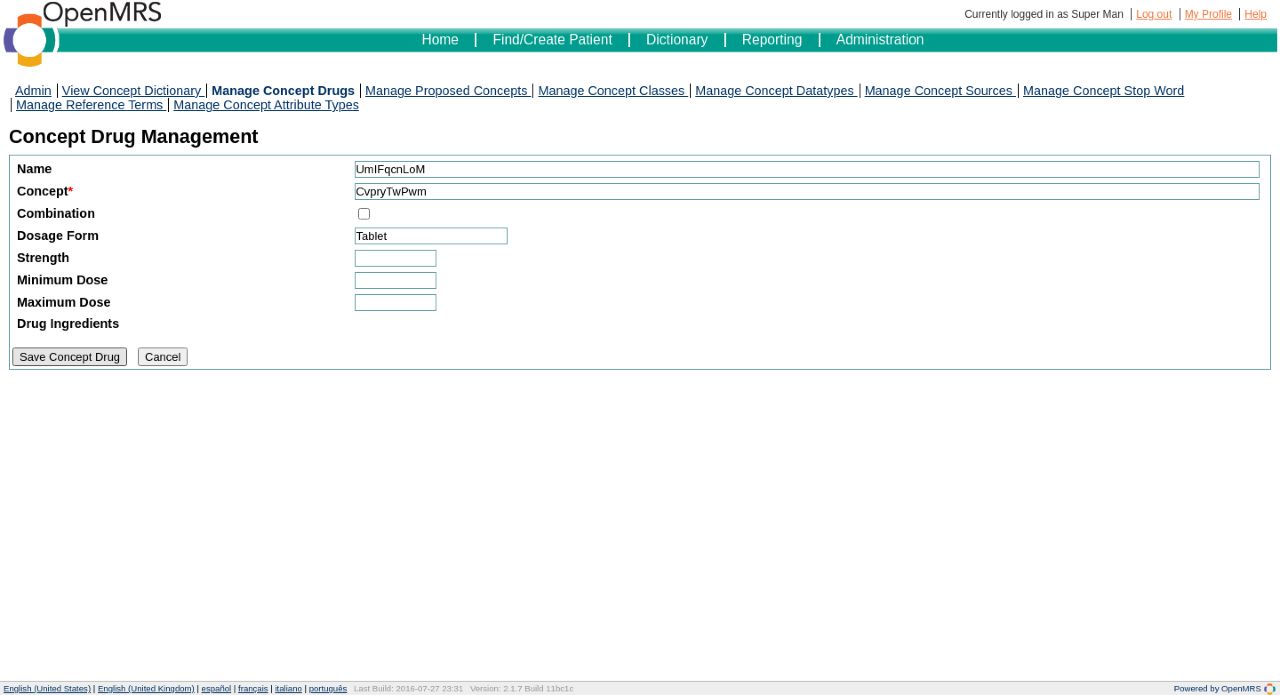 OpenMRS
Currently logged in as Super Man | Log out | My Profile | Help
Home | Find/Create Patient | Dictionary | Reporting | Administration
Admin | View Concept Dictionary | Manage Concept Drugs | Manage Proposed Concepts | Manage Concept Classes | Manage Concept Datatypes | Manage Concept Sources | Manage Concept Stop Word
| Manage Reference Terms | Manage Concept Attribute Types
Concept Drug Management
Name UmIFqcnLoM
Concept* CvpryTwPwm
Combination
Dosage Form Tablet
Strength
Minimum Dose
Maximum Dose
Drug Ingredients
Save Concept Drug Cancel
English (United States) | English (United Kingdom) | español | français | italiano | português Last Build: 2016-07-27 23:31 Version: 2.1.7 Build 11bc1c Powered by OpenMRS